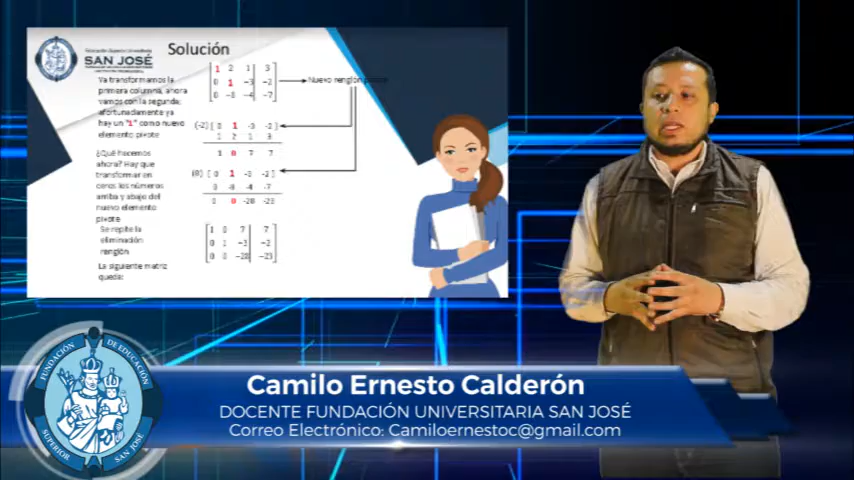 Educación Superior Universitaria
SAN JOSÉ
Solución
Ya transformamos la
primera columna, ahora
vamos con la segunda;
afortunadamente ya
hay un "1" como nuevo
elemento pivote
1 2 1 3
0 1 -3 -2
0 -8 -4 -7
Nuevo renglón pivote
(-2) [ 0 1 -3 -2 ]
1 2 1 3
1 0 7 7
¿Qué hacemos
ahora? Hay que
transformar en
ceros los números
arriba y abajo del
nuevo elemento
pivote
(8) [ 0 1 -3 -2 ]
0 -8 -4 -7
0 0 -28 -23
Se repite la
eliminación
renglón
1 0 7 7
0 1 -3 -2
0 0 -28 -23
La siguiente matriz
queda:
FUNDACIÓN DE EDUCACIÓN
SUPERIOR SAN JOSÉ
Camilo Ernesto Calderón
DOCENTE FUNDACIÓN UNIVERSITARIA SAN JOSÉ
Correo Electrónico: Camiloernestoc@gmail.com